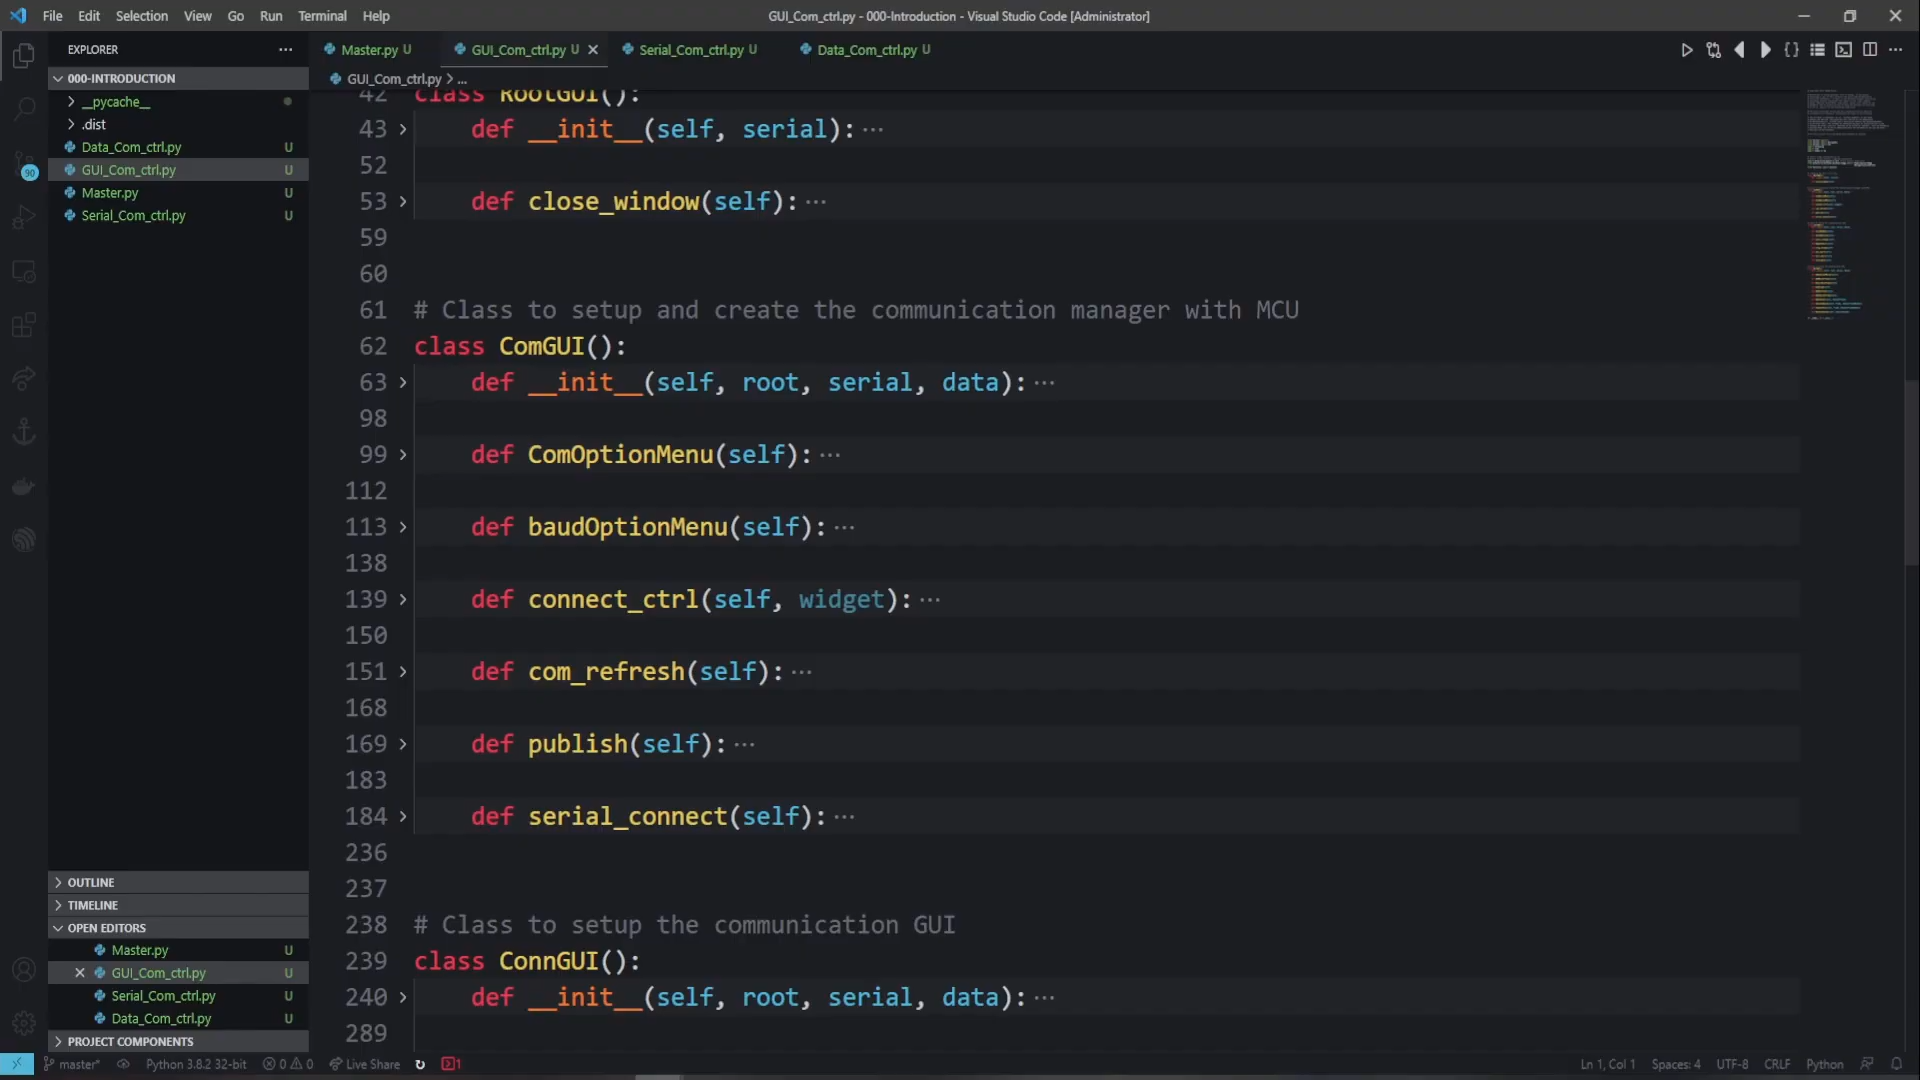 File Edit Selection View Go Run Terminal Help
GUI_Com_ctrl.py - 000-Introduction - Visual Studio Code [Administrator]
EXPLORER
000-INTRODUCTION
__pycache__
.dist
Data_Com_ctrl.py U
GUI_Com_ctrl.py U
Master.py U
Serial_Com_ctrl.py U
90
OUTLINE
TIMELINE
OPEN EDITORS
Master.py U
GUI_Com_ctrl.py U
Serial_Com_ctrl.py U
Data_Com_ctrl.py U
PROJECT COMPONENTS
Master.py U GUI_Com_ctrl.py U Serial_Com_ctrl.py U Data_Com_ctrl.py U
GUI_Com_ctrl.py > ...
42 class RootGUI():
43 def __init__(self, serial):···
52
53 def close_window(self):···
59
60
61 # Class to setup and create the communication manager with MCU
62 class ComGUI():
63 def __init__(self, root, serial, data):···
98
99 def ComOptionMenu(self):···
112
113 def baudOptionMenu(self):···
138
139 def connect_ctrl(self, widget):···
150
151 def com_refresh(self):···
168
169 def publish(self):···
183
184 def serial_connect(self):···
236
237
238 # Class to setup the communication GUI
239 class ConnGUI():
240 def __init__(self, root, serial, data):···
289
master* Python 3.8.2 32-bit 0 0 Live Share 1 Ln 1, Col 1 Spaces: 4 UTF-8 CRLF Python